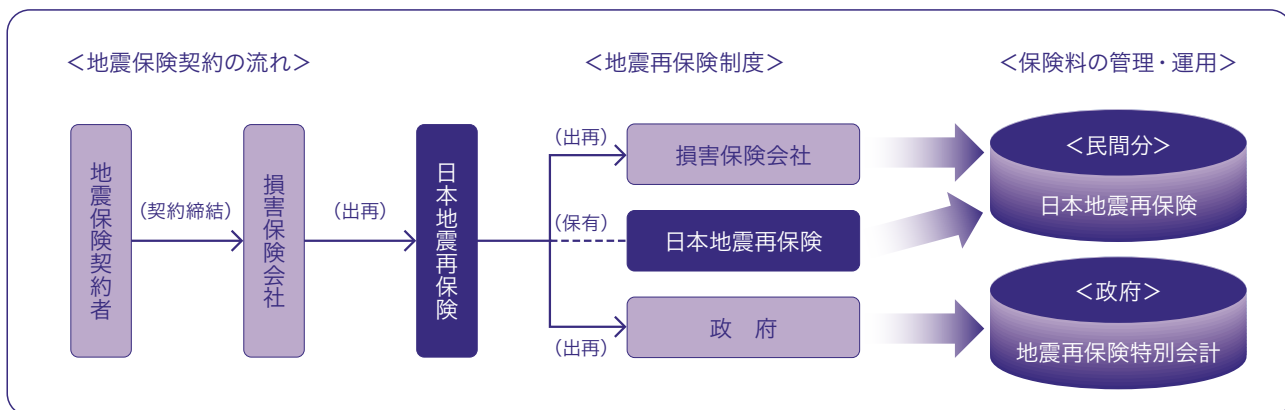 ＜地震保険契約の流れ＞
＜地震再保険制度＞
＜保険料の管理・運用＞
地震保険契約者
（契約締結）
損害保険会社
（出再）
日本地震再保険
（出再）
損害保険会社
（保有）
日本地震再保険
（出再）
政　府
＜民間分＞
日本地震再保険
＜政府＞
地震再保険特別会計